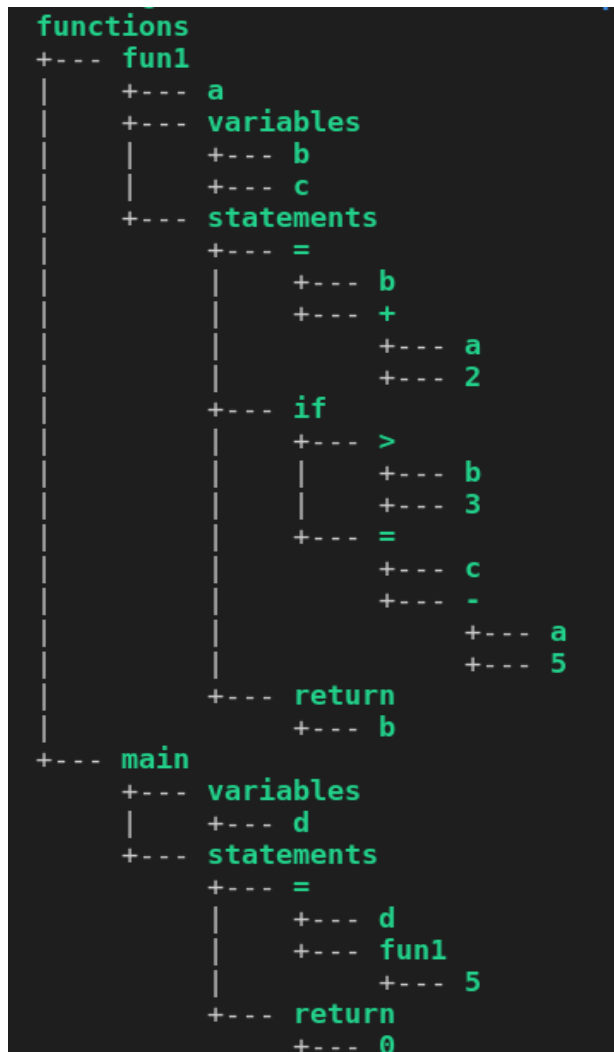 functions
+--- fun1
|    +--- a
|    +--- variables
|    |    +--- b
|    |    +--- c
|    +--- statements
|         +--- =
|         |    +--- b
|         |    +--- +
|         |         +--- a
|         |         +--- 2
|         +--- if
|         |    +--- >
|         |    |    +--- b
|         |    |    +--- 3
|         |    +--- =
|         |         +--- c
|         |         +--- -
|         |              +--- a
|         |              +--- 5
|         +--- return
|              +--- b
+--- main
     +--- variables
     |    +--- d
     +--- statements
          +--- =
          |    +--- d
          |    +--- fun1
          |         +--- 5
          +--- return
               +--- 0